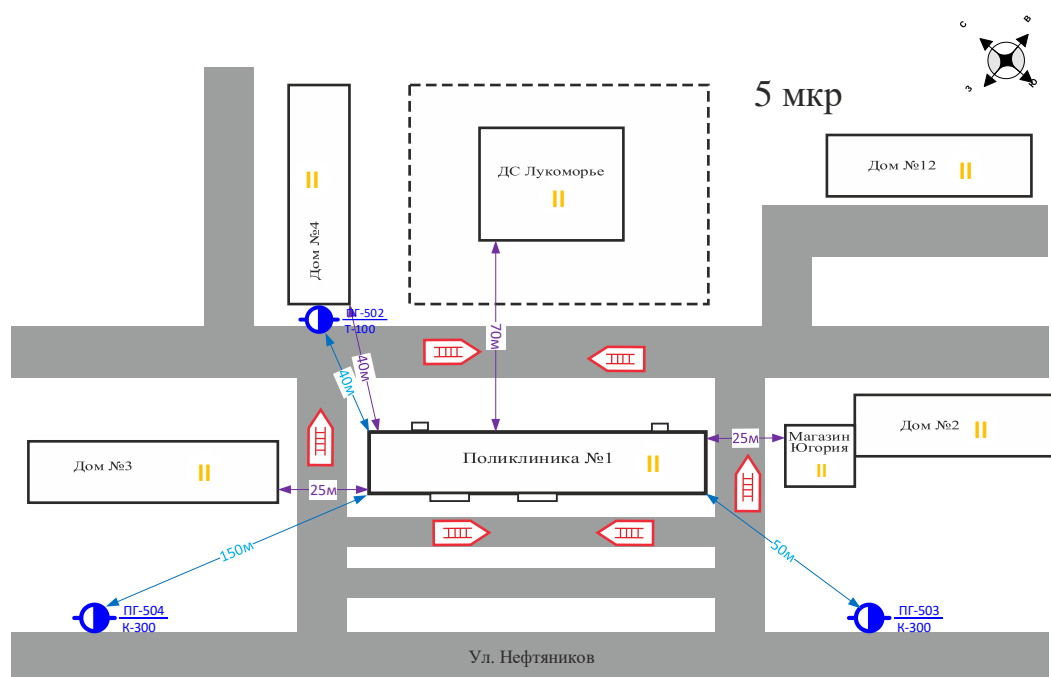 С
В
5 мкр
З
Ю
ДС Лукоморье
II
Дом №12
II
II
Дом №4
ПГ-502
Т-100
40м
40м
70м
Дом №3
II
25м
Поликлиника №1
II
25м
Магазин
Югория
II
Дом №2
II
150м
50м
ПГ-504
К-300
ПГ-503
К-300
Ул. Нефтяников